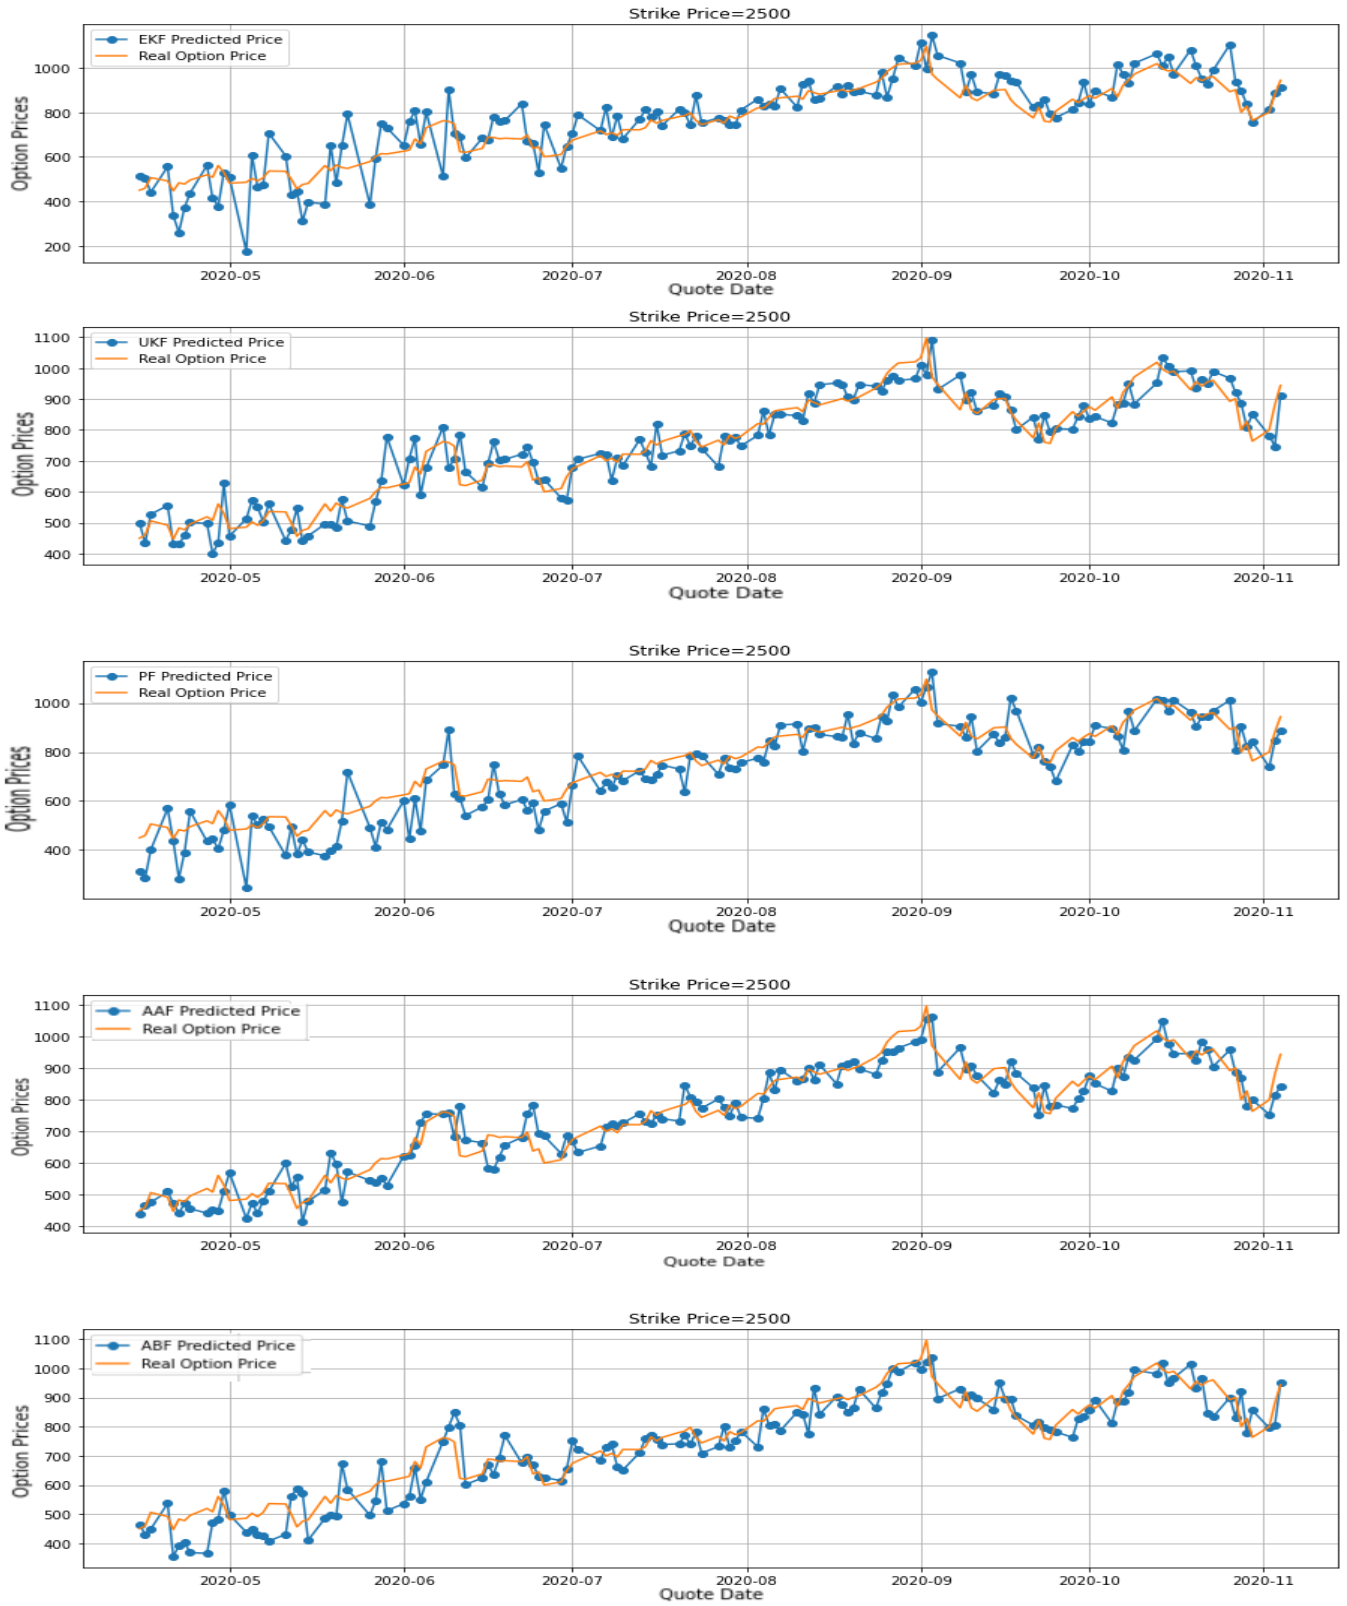 Strike Price=2500
EKF Predicted Price
Real Option Price
Option Prices
1000
800
600
400
200
2020-05 2020-06 2020-07 2020-08 2020-09 2020-10 2020-11
Quote Date
Strike Price=2500
UKF Predicted Price
Real Option Price
Option Prices
1100
1000
900
800
700
600
500
400
2020-05 2020-06 2020-07 2020-08 2020-09 2020-10 2020-11
Quote Date
Strike Price=2500
PF Predicted Price
Real Option Price
Option Prices
1000
800
600
400
2020-05 2020-06 2020-07 2020-08 2020-09 2020-10 2020-11
Quote Date
Strike Price=2500
AAF Predicted Price
Real Option Price
Option Prices
1100
1000
900
800
700
600
500
400
2020-05 2020-06 2020-07 2020-08 2020-09 2020-10 2020-11
Quote Date
Strike Price=2500
ABF Predicted Price
Real Option Price
Option Prices
1100
1000
900
800
700
600
500
400
2020-05 2020-06 2020-07 2020-08 2020-09 2020-10 2020-11
Quote Date